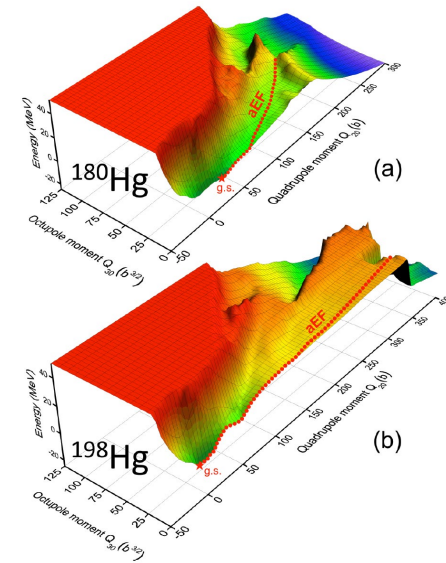 (a)
Energy (MeV)
40
20
0
-20
125
100
75
50
25
0
-50
0
50
100
150
200
250
300
Octupole moment Q30 (b3/2)
Quadrupole moment Q20 (b)
aEF
g.s.
180Hg
(a)
(b)
Energy (MeV)
40
20
0
-20
125
100
75
50
25
0
-50
0
50
100
150
200
250
300
350
400
Octupole moment Q30 (b3/2)
Quadrupole moment Q20 (b)
aEF
g.s.
198Hg
(b)